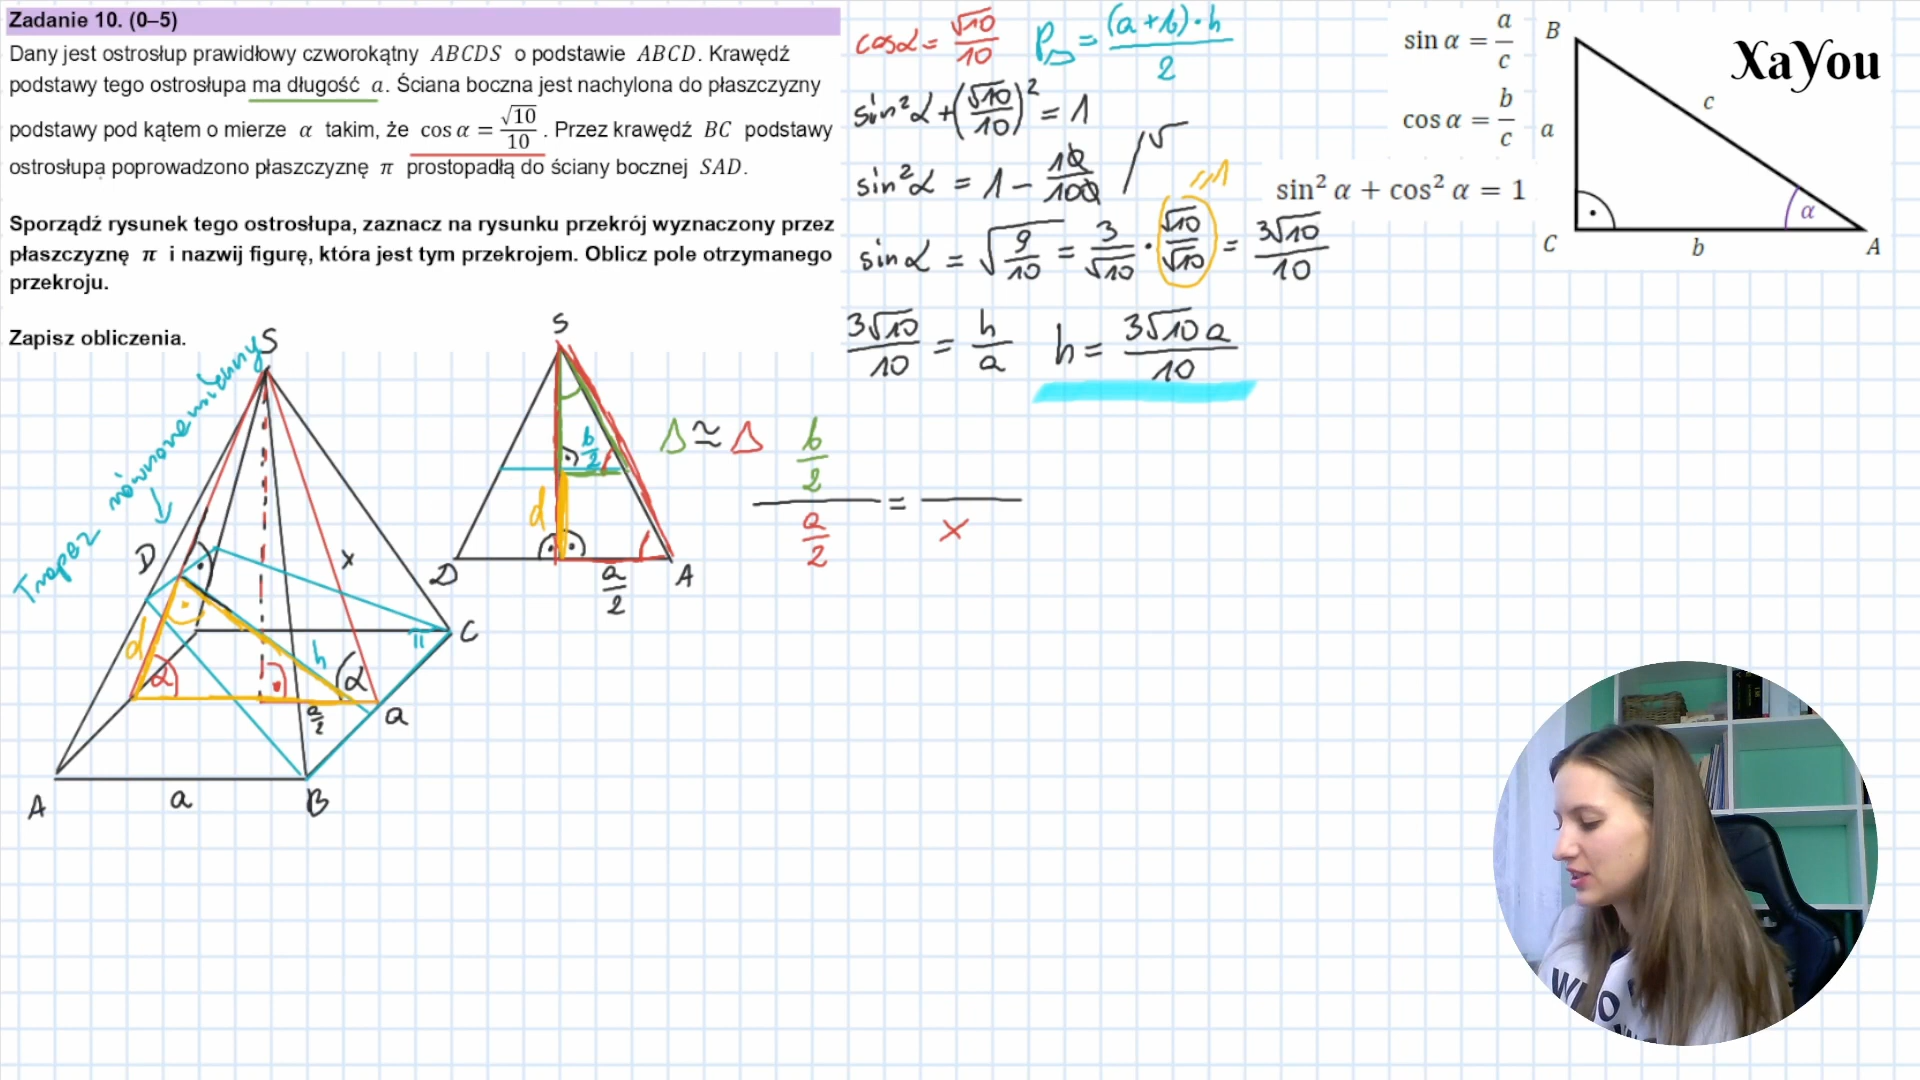 Zadanie 10. (0–5)
Dany jest ostrosłup prawidłowy czworokątny ABCDS o podstawie ABCD. Krawędź
podstawy tego ostrosłupa ma długość a. Ściana boczna jest nachylona do płaszczyzny
podstawy pod kątem o mierze α takim, że cos α = √10/10. Przez krawędź BC podstawy
ostrosłupa poprowadzono płaszczyznę π prostopadłą do ściany bocznej SAD.
Sporządź rysunek tego ostrosłupa, zaznacz na rysunku przekrój wyznaczony przez
płaszczyznę π i nazwij figurę, która jest tym przekrojem. Oblicz pole otrzymanego
przekroju.
Zapisz obliczenia.
cosα = √10/10
P = (a+b)·h/2
sin²α + (√10/10)² = 1
sin²α = 1 - 10/100 /√
sinα = √9/10 = 3/√10 · √10/√10 = 3√10/10
"1
3√10/10 = h/a
h = 3√10a/10
sin α = a/c
cos α = b/c
sin² α + cos² α = 1
B
a
c
α
C
b
A
XaYou
Trapez równoramienny
S
D
x
C
π
d
h
α
α
a/2
a
A
a
B
S
b/2
d
D
a/2
A
Δ ≃ Δ
b/2
a/2
=
x
WHO